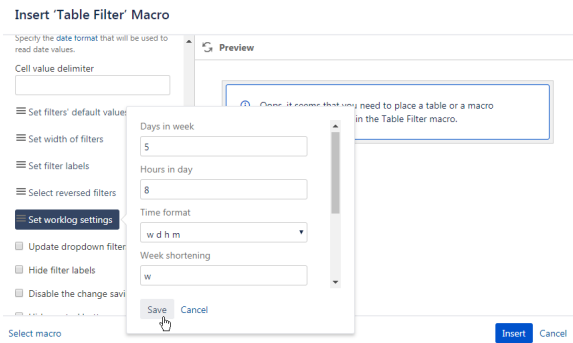 Insert 'Table Filter' Macro
Specify the date format that will be used to
read date values.
Cell value delimiter
Set filters' default values
Set width of filters
Set filter labels
Select reversed filters
Set worklog settings
Update dropdown filter
Hide filter labels
Disable the change savi
Select macro
Preview
Oops, it seems that you need to place a table or a macro
in the Table Filter macro.
Days in week
5
Hours in day
8
Time format
w d h m
Week shortening
w
Save Cancel
Insert Cancel